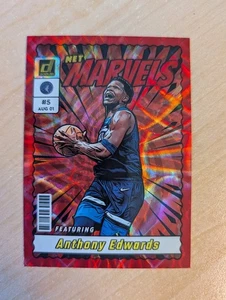 NET
MARVELS
#5
AUG 01
FEATURING
Anthony Edwards